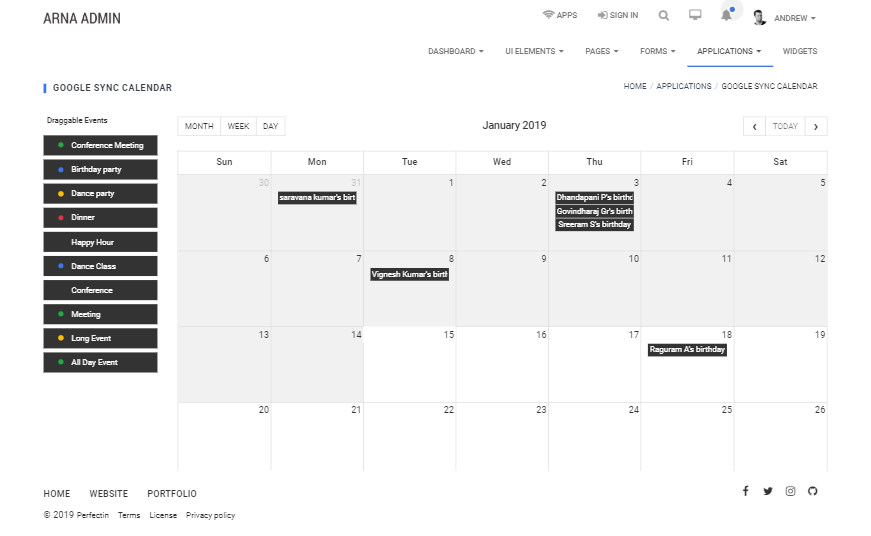 ARNA ADMIN
APPS SIGN IN ANDREW
DASHBOARD UI ELEMENTS PAGES FORMS APPLICATIONS WIDGETS
GOOGLE SYNC CALENDAR
HOME / APPLICATIONS / GOOGLE SYNC CALENDAR
Draggable Events
Conference Meeting
Birthday party
Dance party
Dinner
Happy Hour
Dance Class
Conference
Meeting
Long Event
All Day Event
MONTH WEEK DAY
January 2019
‹ TODAY ›
Sun Mon Tue Wed Thu Fri Sat
30 31 1 2 3 4 5
saravana kumar's birt
Dhandapani P's birthd
Govindharaj Gr's birth
Sreeram S's birthday
6 7 8 9 10 11 12
Vignesh Kumar's birth
13 14 15 16 17 18 19
Raguram A's birthday
20 21 22 23 24 25 26
HOME WEBSITE PORTFOLIO
© 2019 Perfectin Terms License Privacy policy